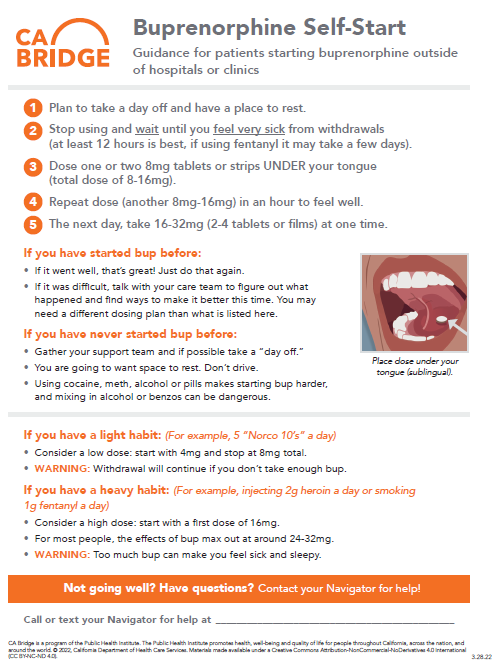 CA
BRIDGE
Buprenorphine Self-Start
Guidance for patients starting buprenorphine outside
of hospitals or clinics
1 Plan to take a day off and have a place to rest.
2 Stop using and wait until you feel very sick from withdrawals
(at least 12 hours is best, if using fentanyl it may take a few days).
3 Dose one or two 8mg tablets or strips UNDER your tongue
(total dose of 8-16mg).
4 Repeat dose (another 8mg-16mg) in an hour to feel well.
5 The next day, take 16-32mg (2-4 tablets or films) at one time.
If you have started bup before:
• If it went well, that's great! Just do that again.
• If it was difficult, talk with your care team to figure out what
happened and find ways to make it better this time. You may
need a different dosing plan than what is listed here.
If you have never started bup before:
• Gather your support team and if possible take a “day off.”
• You are going to want space to rest. Don't drive.
• Using cocaine, meth, alcohol or pills makes starting bup harder,
and mixing in alcohol or benzos can be dangerous.
Place dose under your
tongue (sublingual).
If you have a light habit: (For example, 5 “Norco 10's” a day)
• Consider a low dose: start with 4mg and stop at 8mg total.
• WARNING: Withdrawal will continue if you don't take enough bup.
If you have a heavy habit: (For example, injecting 2g heroin a day or smoking
1g fentanyl a day)
• Consider a high dose: start with a first dose of 16mg.
• For most people, the effects of bup max out at around 24-32mg.
• WARNING: Too much bup can make you feel sick and sleepy.
Not going well? Have questions? Contact your Navigator for help!
Call or text your Navigator for help at ____________________
CA Bridge is a program of the Public Health Institute. The Public Health Institute promotes health, well-being and quality of life for people throughout California, across the nation, and
around the world. © 2022, California Department of Health Care Services. Materials made available under a Creative Commons Attribution-NonCommercial-NoDerivatives 4.0 International
(CC BY-NC-ND 4.0).
3.28.22